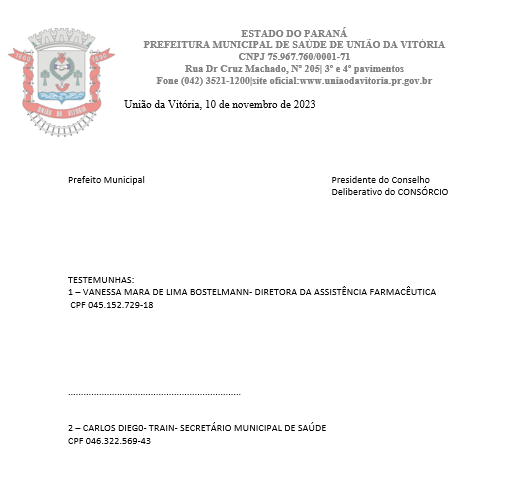 ESTADO DO PARANÁ
PREFEITURA MUNICIPAL DE SAÚDE DE UNIÃO DA VITÓRIA
CNPJ 75.967.760/0001-71
Rua Dr Cruz Machado, Nº 205| 3º e 4º pavimentos
Fone (042) 3521-1200|site oficial:www.uniaodavitoria.pr.gov.br
União da Vitória, 10 de novembro de 2023
Prefeito Municipal
Presidente do Conselho
Deliberativo do CONSÓRCIO
TESTEMUNHAS:
1 – VANESSA MARA DE LIMA BOSTELMANN- DIRETORA DA ASSISTÊNCIA FARMACÊUTICA
CPF 045.152.729-18
....................................................................
2 – CARLOS DIEG0- TRAIN- SECRETÁRIO MUNICIPAL DE SAÚDE
CPF 046.322.569-43